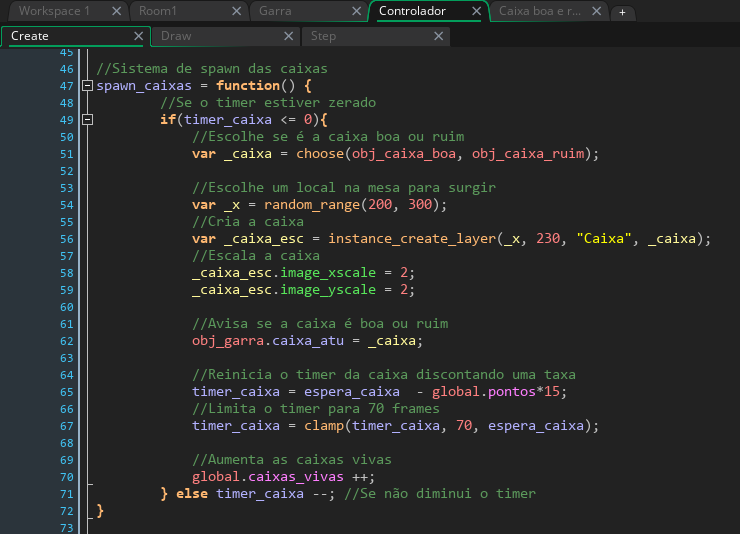 Workspace 1 Room1 Garra Controlador Caixa boa e r... +
Create Draw Step
45
46 //Sistema de spawn das caixas
47 spawn_caixas = function() {
48 //Se o timer estiver zerado
49 if(timer_caixa <= 0){
50 //Escolhe se é a caixa boa ou ruim
51 var _caixa = choose(obj_caixa_boa, obj_caixa_ruim);
52
53 //Escolhe um local na mesa para surgir
54 var _x = random_range(200, 300);
55 //Cria a caixa
56 var _caixa_esc = instance_create_layer(_x, 230, "Caixa", _caixa);
57 //Escala a caixa
58 _caixa_esc.image_xscale = 2;
59 _caixa_esc.image_yscale = 2;
60
61 //Avisa se a caixa é boa ou ruim
62 obj_garra.caixa_atu = _caixa;
63
64 //Reinicia o timer da caixa discontando uma taxa
65 timer_caixa = espera_caixa  - global.pontos*15;
66 //Limita o timer para 70 frames
67 timer_caixa = clamp(timer_caixa, 70, espera_caixa);
68
69 //Aumenta as caixas vivas
70 global.caixas_vivas ++;
71 } else timer_caixa --; //Se não diminui o timer
72 }
73